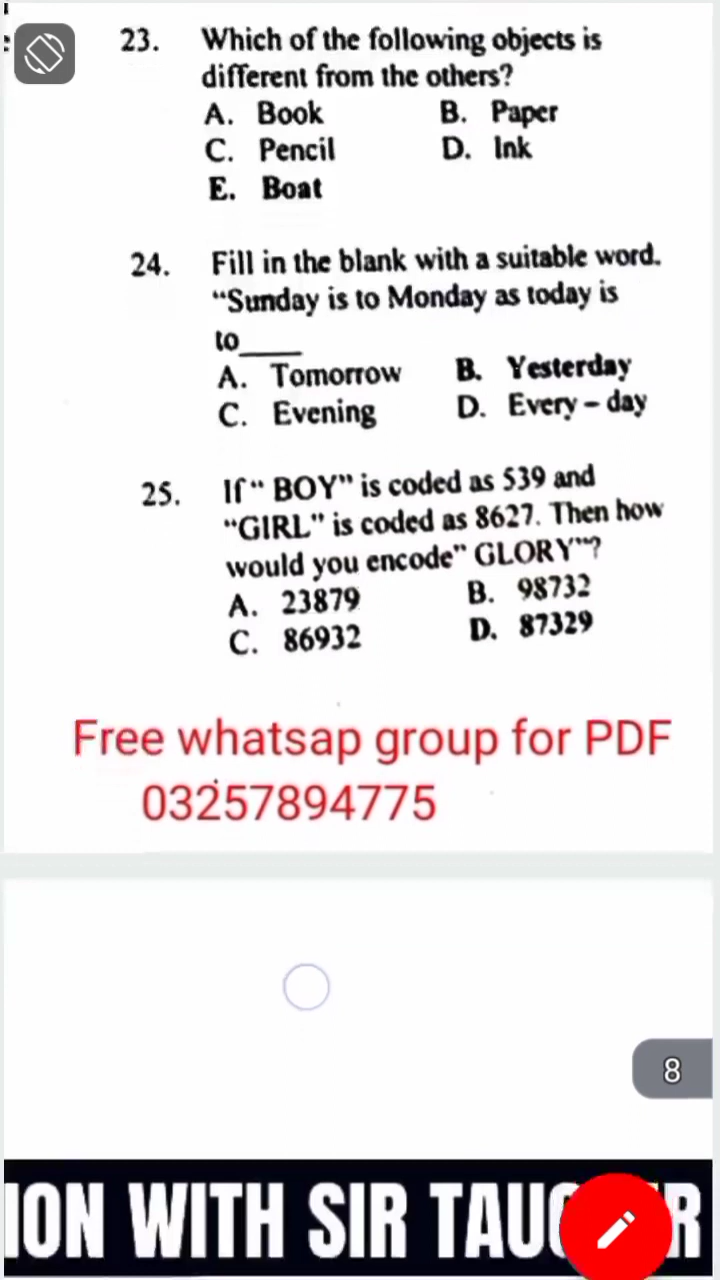 23. Which of the following objects is
different from the others?
A. Book B. Paper
C. Pencil D. Ink
E. Boat
24. Fill in the blank with a suitable word.
“Sunday is to Monday as today is
to____
A. Tomorrow B. Yesterday
C. Evening D. Every – day
25. If “ BOY” is coded as 539 and
“GIRL” is coded as 8627. Then how
would you encode” GLORY”"?
A. 23879 B. 98732
C. 86932 D. 87329
Free whatsap group for PDF
03257894775
8
ION WITH SIR